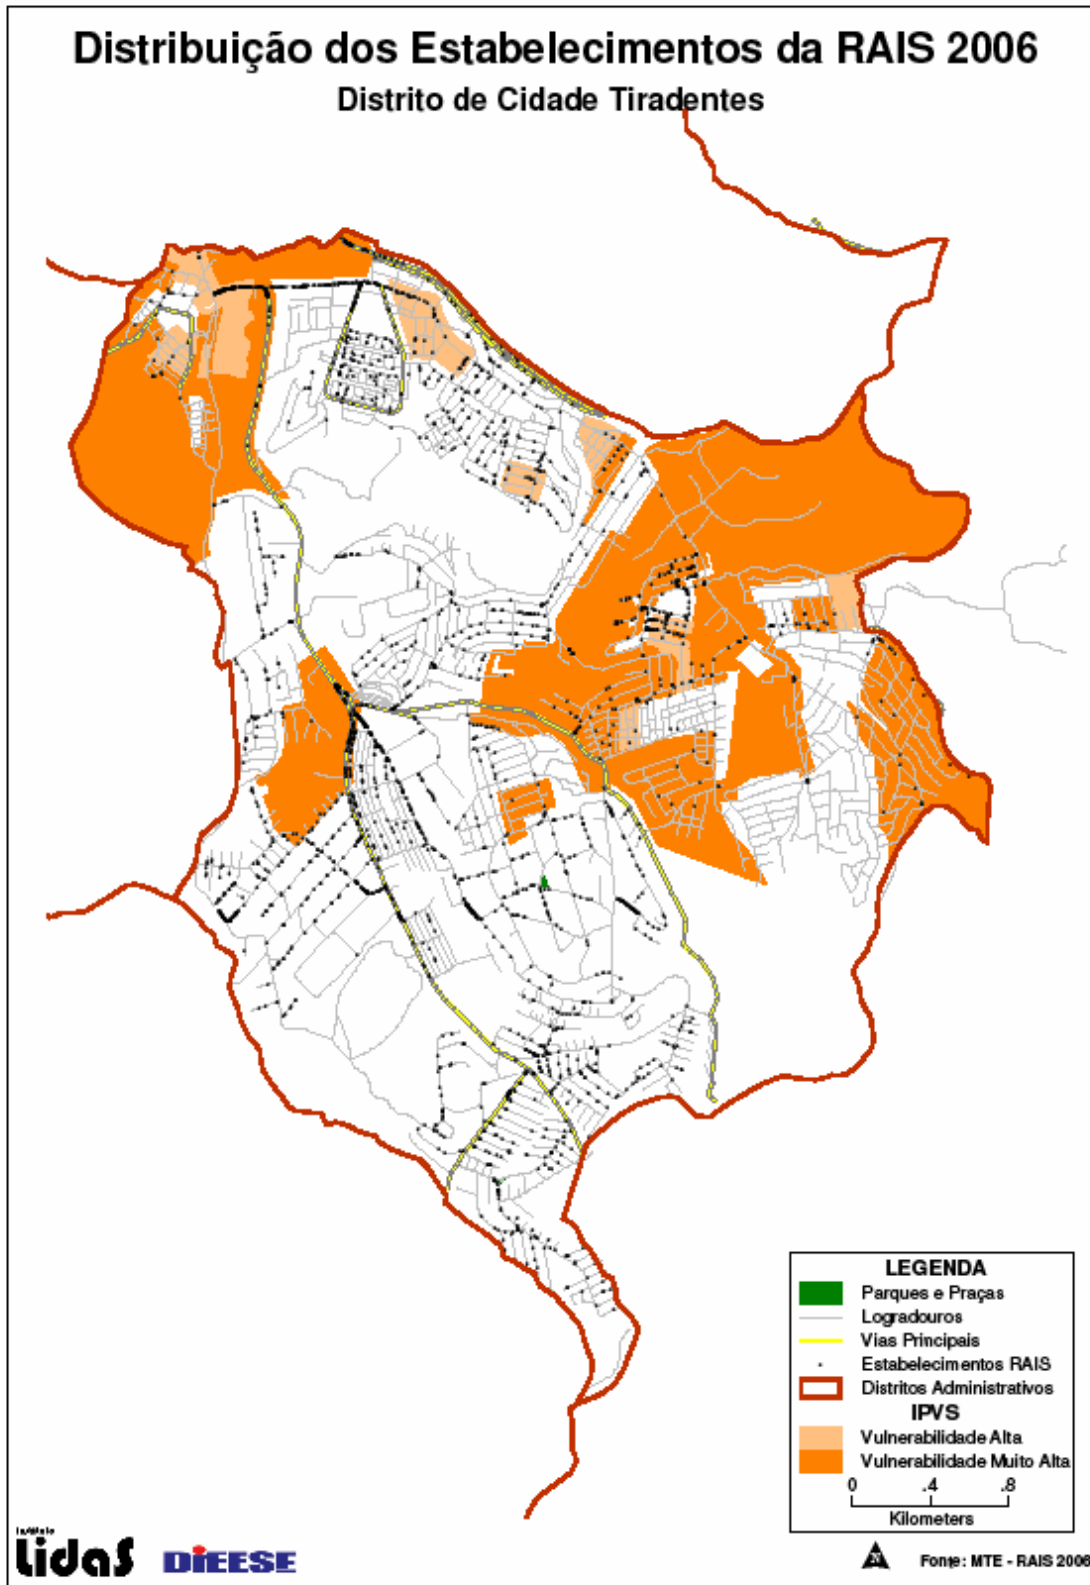 Distribuição dos Estabelecimentos da RAIS 2006
Distrito de Cidade Tiradentes
LEGENDA
Parques e Praças
Logradouros
Vias Principais
Estabelecimentos RAIS
Distritos Administrativos
IPVS
Vulnerabilidade Alta
Vulnerabilidade Muito Alta
0 .4 .8
Kilometers
Instituto
Lidas DIEESE
N
Fonte: MTE - RAIS 2006